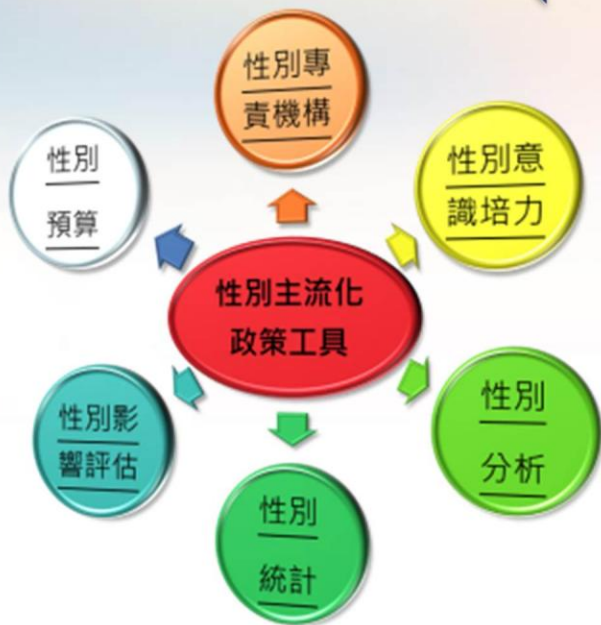 性別專
責機構
性別意
識培力
性別
預算
性別主流化
政策工具
性別影
響評估
性別
分析
性別
統計